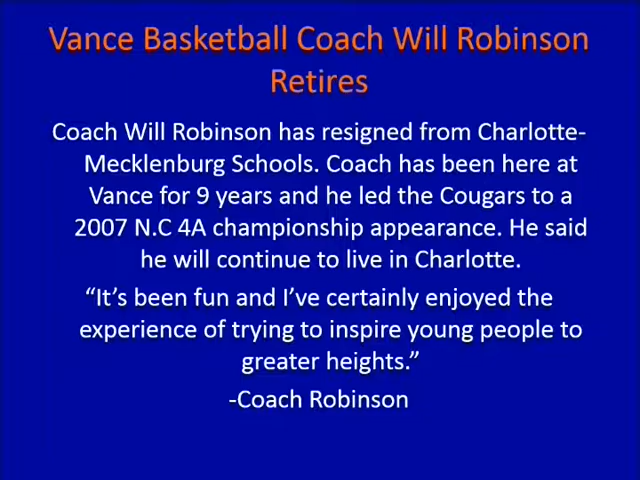 Vance Basketball Coach Will Robinson
Retires
Coach Will Robinson has resigned from Charlotte-
Mecklenburg Schools. Coach has been here at
Vance for 9 years and he led the Cougars to a
2007 N.C 4A championship appearance. He said
he will continue to live in Charlotte.
“It’s been fun and I’ve certainly enjoyed the
experience of trying to inspire young people to
greater heights.”
-Coach Robinson